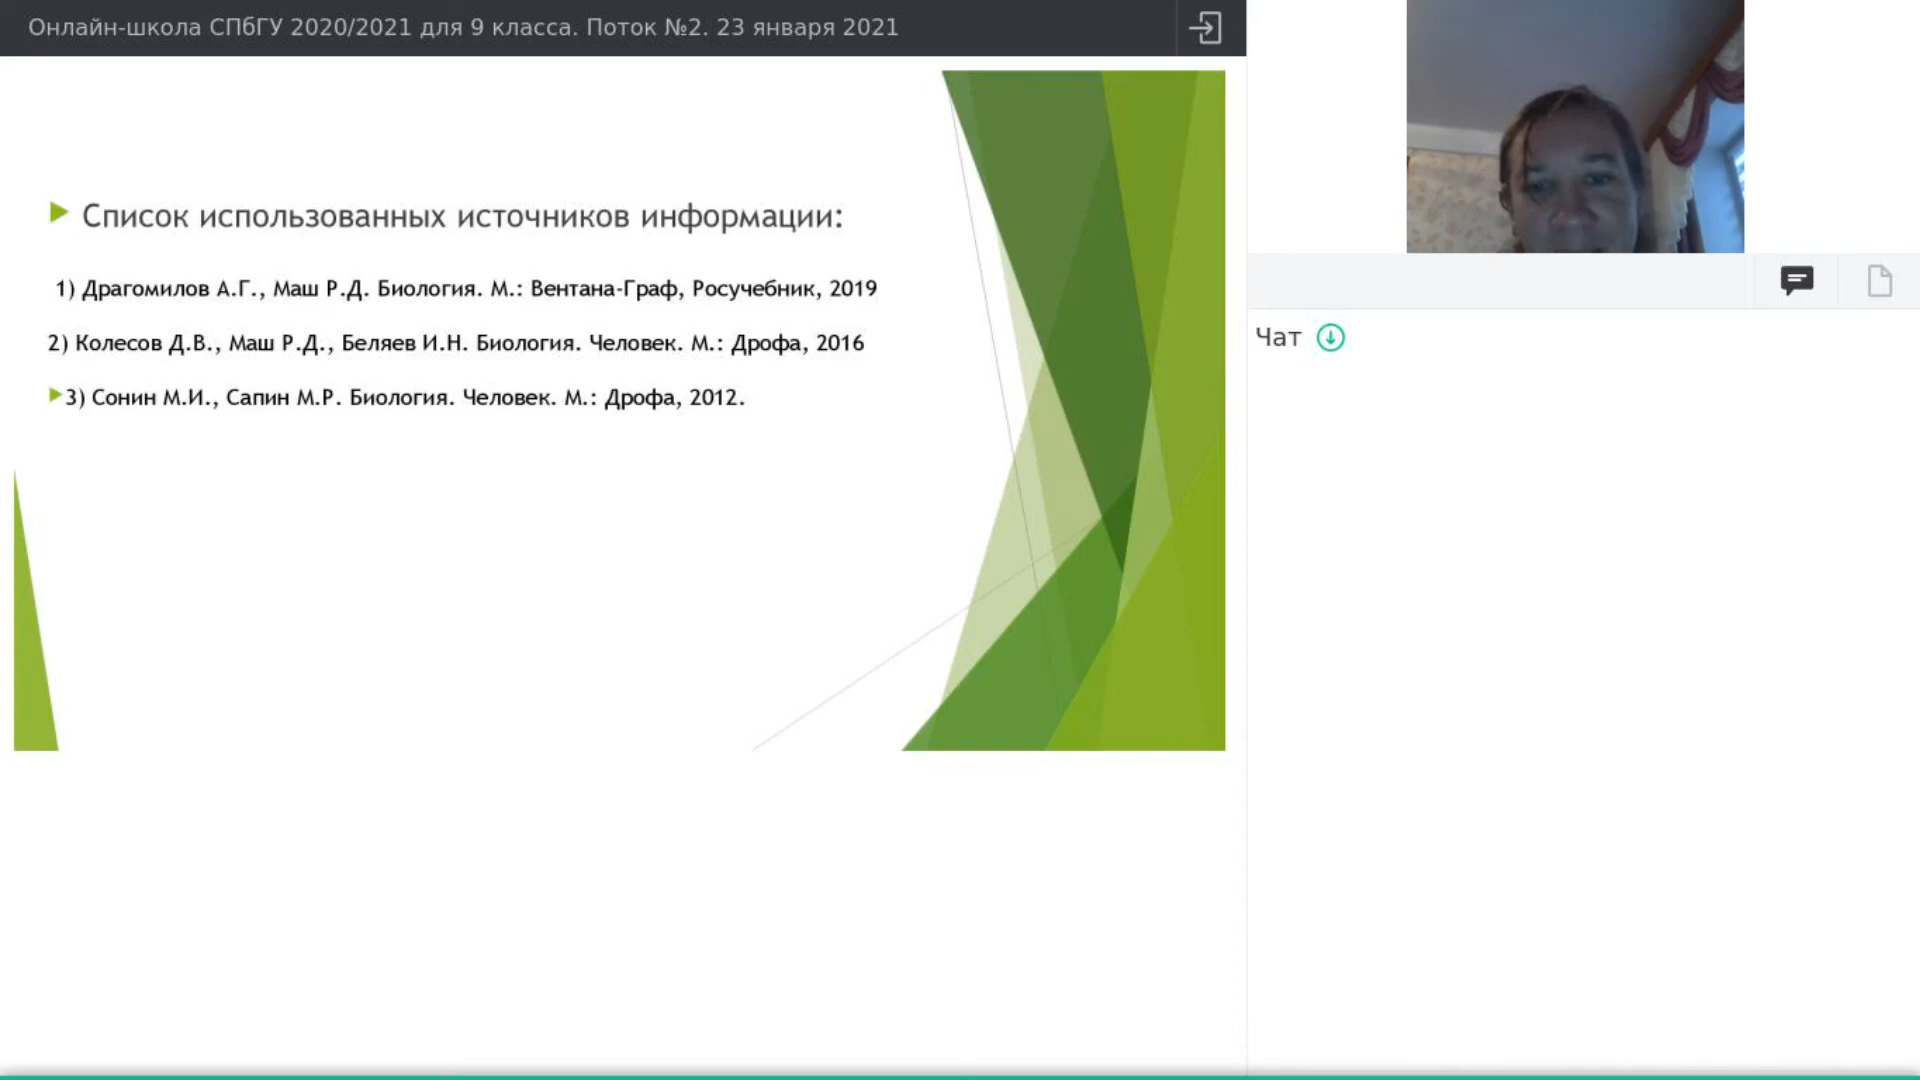 Онлайн-школа СПбГУ 2020/2021 для 9 класса. Поток №2. 23 января 2021
Список использованных источников информации:
1) Драгомилов А.Г., Маш Р.Д. Биология. М.: Вентана-Граф, Росучебник, 2019
2) Колесов Д.В., Маш Р.Д., Беляев И.Н. Биология. Человек. М.: Дрофа, 2016
3) Сонин М.И., Сапин М.Р. Биология. Человек. М.: Дрофа, 2012.
Чат